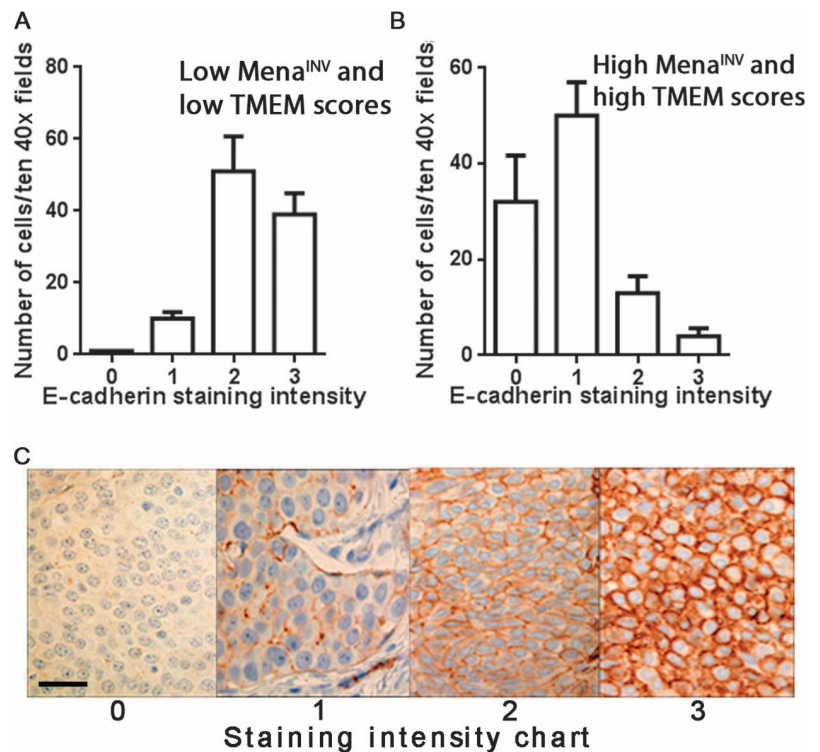 A
Number of cells/ten 40x fields
80
60
40
20
0
Low Mena^INV and
low TMEM scores
0 1 2 3
E-cadherin staining intensity
B
Number of cells/ten 40x fields
60
40
20
0
High Mena^INV and
high TMEM scores
0 1 2 3
E-cadherin staining intensity
C
0 1 2 3
Staining intensity chart